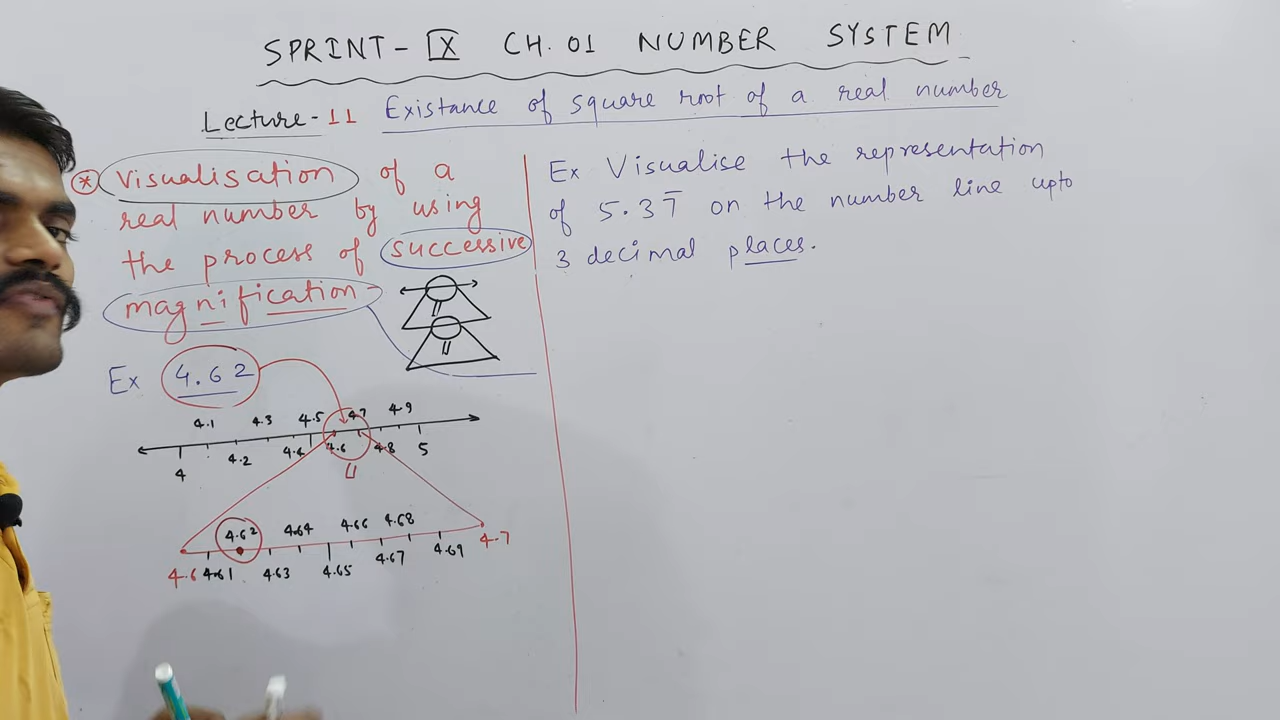 SPRINT- IX CH. 01 NUMBER SYSTEM
Lecture- 11 Existance of square root of a real number
* Visualisation of a
real number by using
the process of successive
magnification
Ex 4.62
4.1 4.3 4.5 4.7 4.9
4 4.2 4.4 4.6 4.8 5
4.62 4.64 4.66 4.68
4.6 4.61 4.63 4.65 4.67 4.69 4.7
Ex Visualise the representation
of 5.37̅ on the number line upto
3 decimal places.